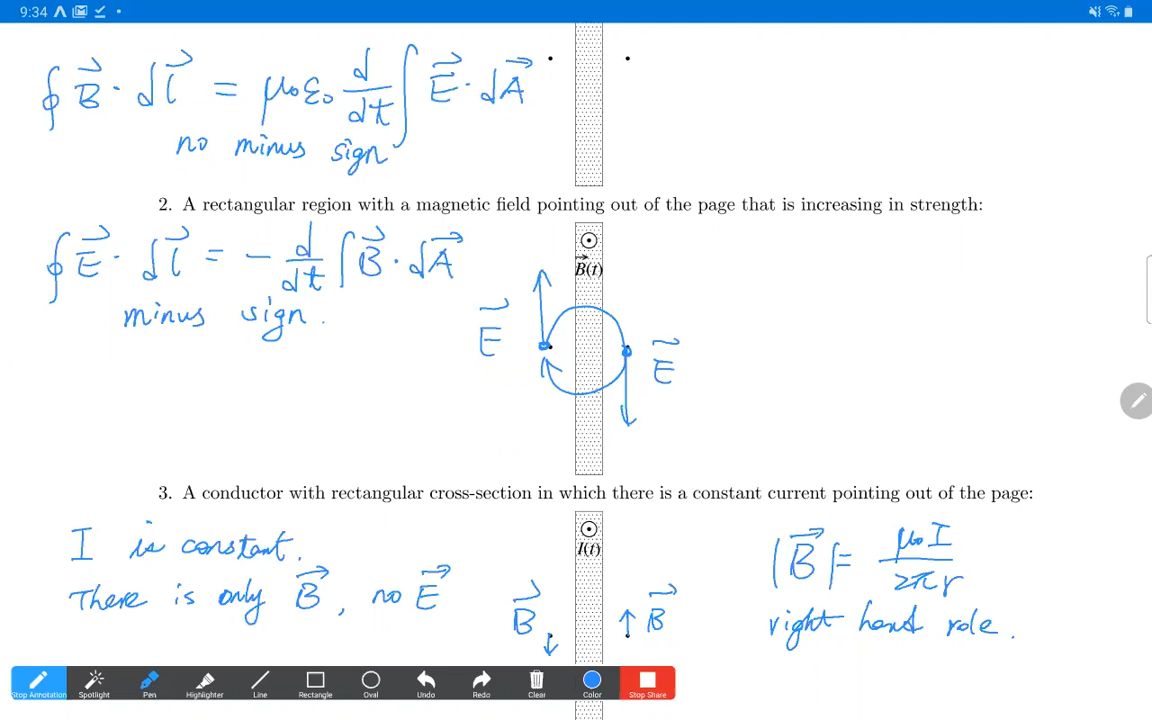 9:34
∮ B⃗ · dl⃗ = μ₀ε₀ d/dt ∫ E⃗ · dA⃗
no minus sign
2. A rectangular region with a magnetic field pointing out of the page that is increasing in strength:
∮ E⃗ · dl⃗ = − d/dt ∫ B⃗ · dA⃗
B⃗(t)
minus sign.
E⃗
E⃗
3. A conductor with rectangular cross-section in which there is a constant current pointing out of the page:
I is constant.
I(t)
|B⃗| = μ₀I / 2πr
There is only B⃗, no E⃗
B⃗
B⃗
right hand role.
Stop Annotation Spotlight Pen Highlighter Line Rectangle Oval Undo Redo Clear Color Stop Share